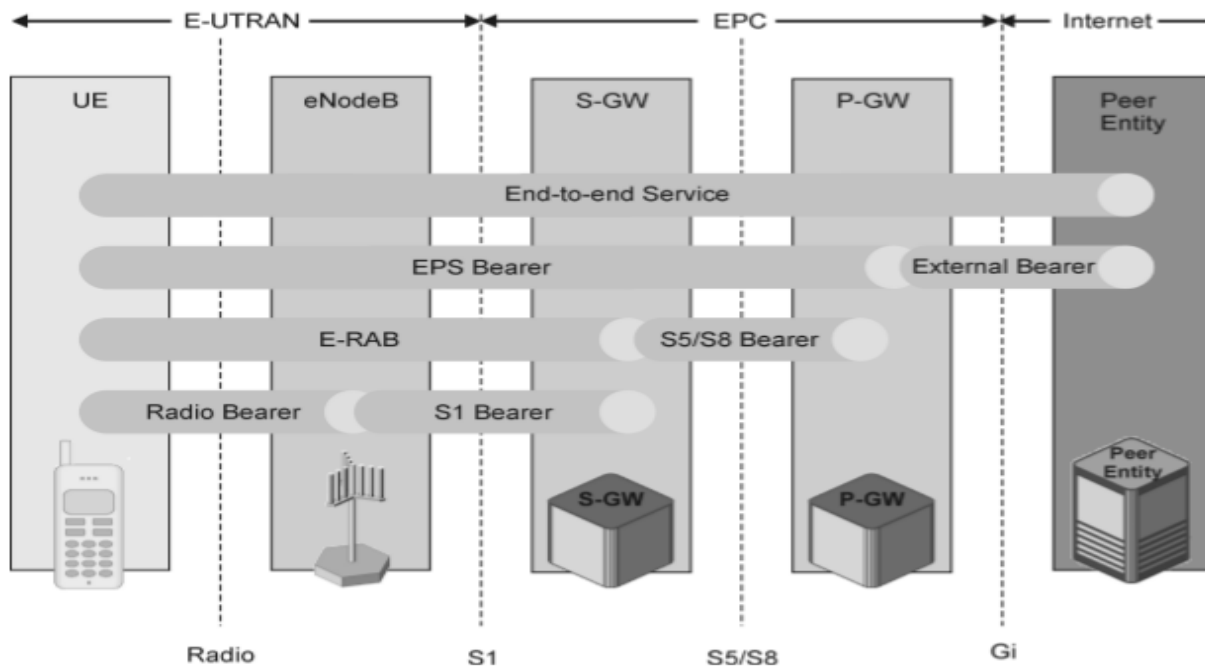 E-UTRAN EPC Internet
UE eNodeB S-GW P-GW Peer
Entity
End-to-end Service
EPS Bearer External Bearer
E-RAB S5/S8 Bearer
Radio Bearer S1 Bearer
Peer
Entity
S-GW P-GW
Radio S1 S5/S8 Gi